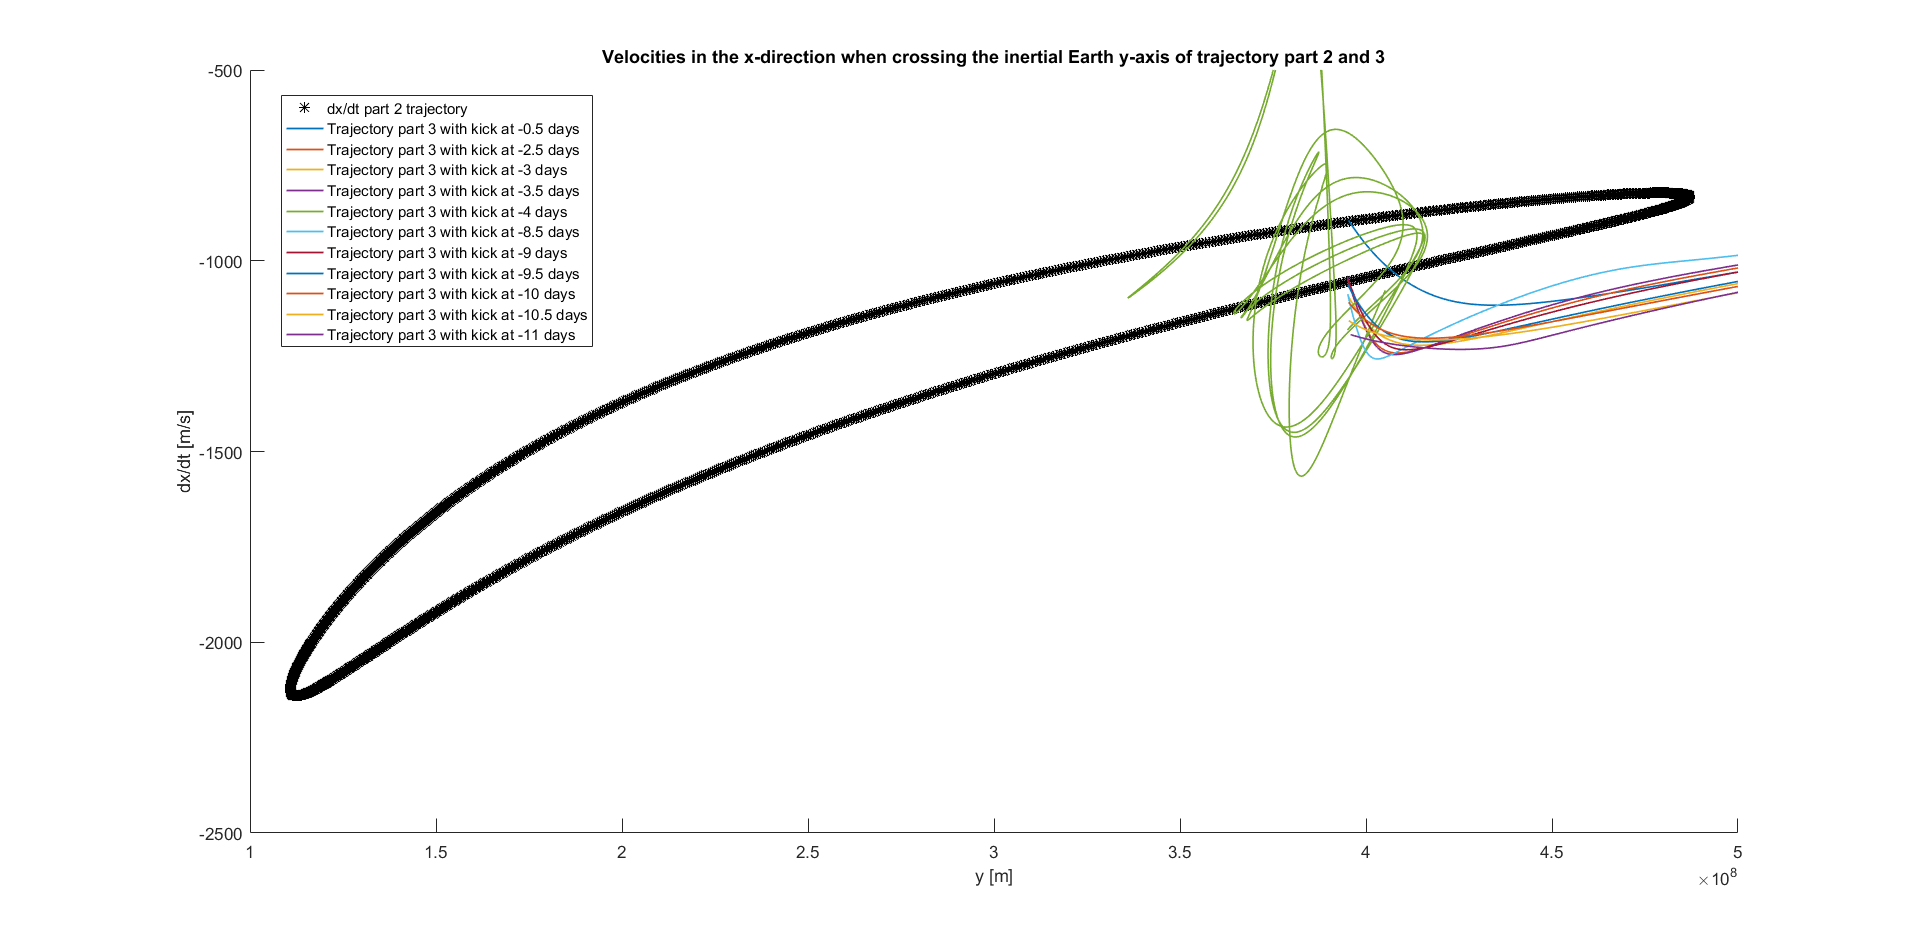 Velocities in the x-direction when crossing the inertial Earth y-axis of trajectory part 2 and 3
-500
-1000
-1500
-2000
-2500
dx/dt [m/s]
dx/dt part 2 trajectory
Trajectory part 3 with kick at -0.5 days
Trajectory part 3 with kick at -2.5 days
Trajectory part 3 with kick at -3 days
Trajectory part 3 with kick at -3.5 days
Trajectory part 3 with kick at -4 days
Trajectory part 3 with kick at -8.5 days
Trajectory part 3 with kick at -9 days
Trajectory part 3 with kick at -9.5 days
Trajectory part 3 with kick at -10 days
Trajectory part 3 with kick at -10.5 days
Trajectory part 3 with kick at -11 days
1 1.5 2 2.5 3 3.5 4 4.5 5
y [m]
×10^8